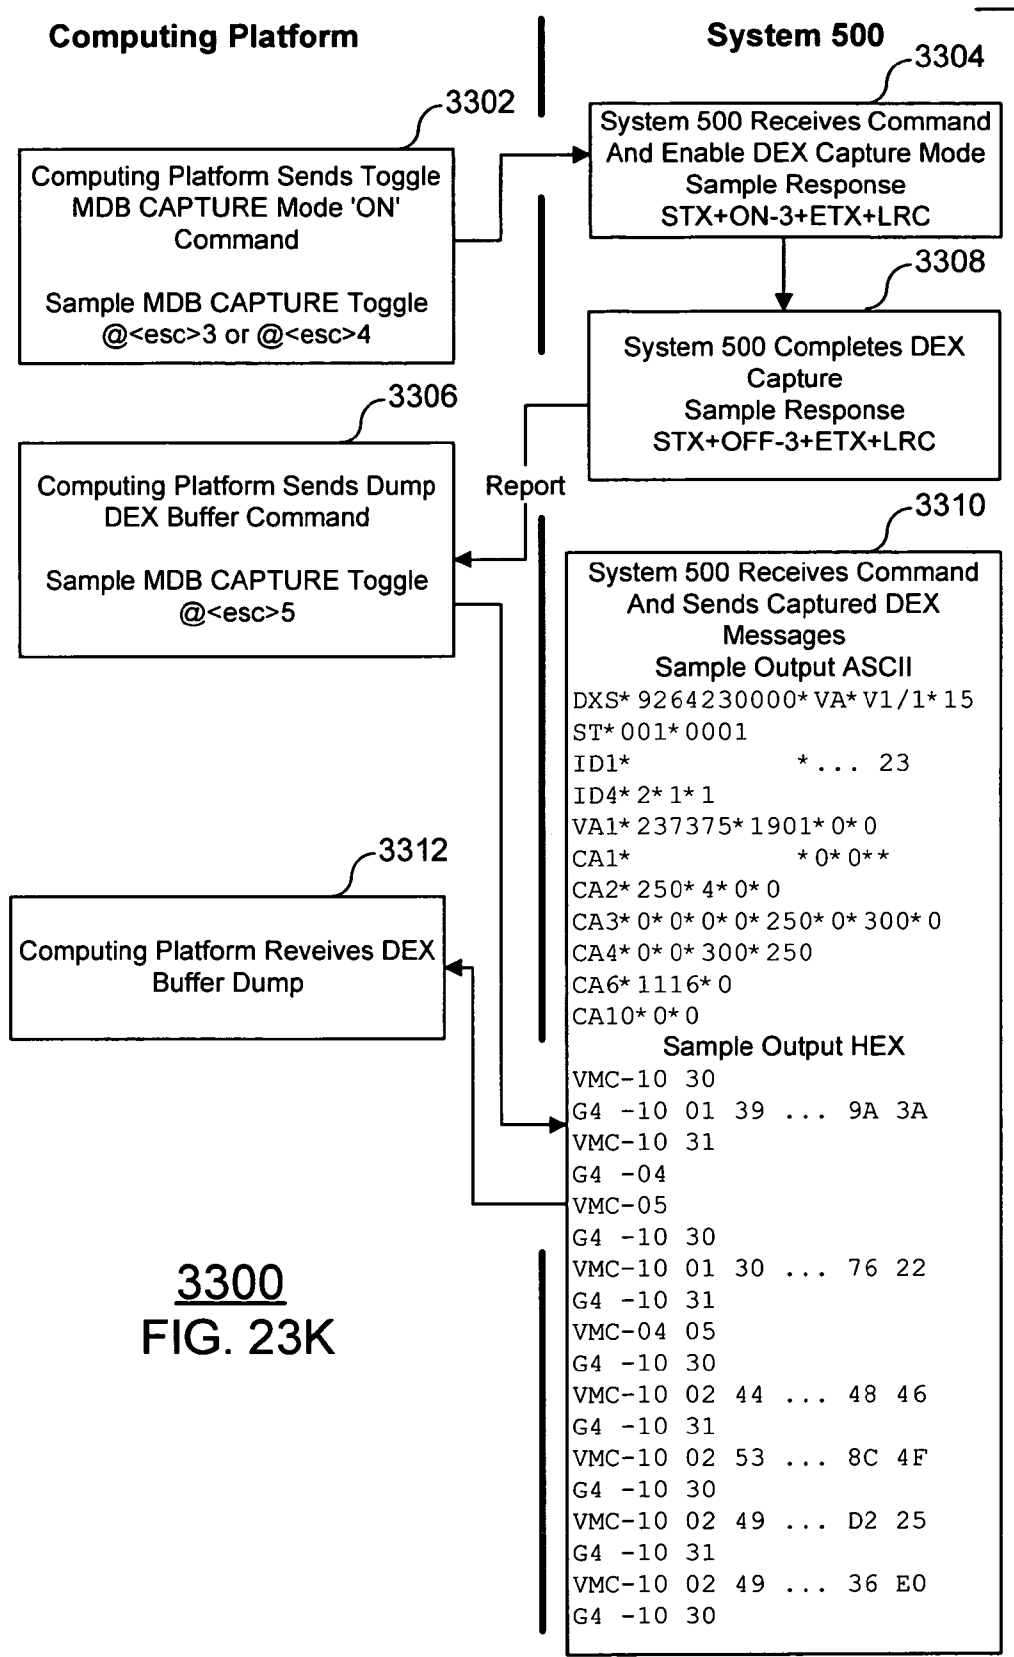 Computing Platform
System 500
3302
Computing Platform Sends Toggle
MDB CAPTURE Mode 'ON'
Command
Sample MDB CAPTURE Toggle
@<esc>3 or @<esc>4
3304
System 500 Receives Command
And Enable DEX Capture Mode
Sample Response
STX+ON-3+ETX+LRC
3308
System 500 Completes DEX
Capture
Sample Response
STX+OFF-3+ETX+LRC
Report
3306
Computing Platform Sends Dump
DEX Buffer Command
Sample MDB CAPTURE Toggle
@<esc>5
3310
System 500 Receives Command
And Sends Captured DEX
Messages
Sample Output ASCII
DXS*9264230000*VA*V1/1*15
ST*001*0001
ID1* *... 23
ID4*2*1*1
VA1*237375*1901*0*0
CA1* *0*0**
CA2*250*4*0*0
CA3*0*0*0*0*250*0*300*0
CA4*0*0*300*250
CA6*1116*0
CA10*0*0
Sample Output HEX
VMC-10 30
G4 -10 01 39 ... 9A 3A
VMC-10 31
G4 -04
VMC-05
G4 -10 30
VMC-10 01 30 ... 76 22
G4 -10 31
VMC-04 05
G4 -10 30
VMC-10 02 44 ... 48 46
G4 -10 31
VMC-10 02 53 ... 8C 4F
G4 -10 30
VMC-10 02 49 ... D2 25
G4 -10 31
VMC-10 02 49 ... 36 E0
G4 -10 30
3312
Computing Platform Reveives DEX
Buffer Dump
3300
FIG. 23K